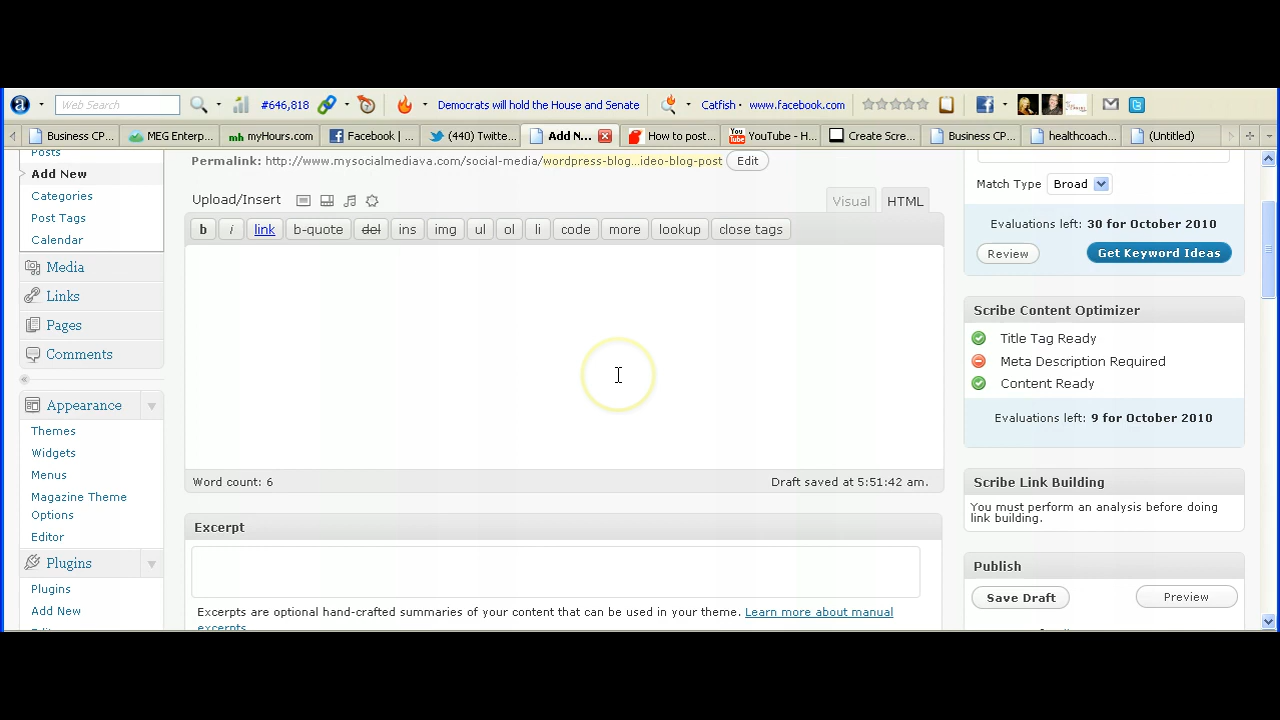 Web Search
#646,818
Democrats will hold the House and Senate
Catfish · www.facebook.com
Business CP...
MEG Enterp...
mh myHours.com
Facebook | ...
(440) Twitte...
Add N...
How to post...
YouTube - H...
Create Scre...
Business CP...
healthcoach...
(Untitled)
Posts
Add New
Categories
Post Tags
Calendar
Media
Links
Pages
Comments
Appearance
Themes
Widgets
Menus
Magazine Theme
Options
Editor
Plugins
Plugins
Add New
Permalink: http://www.mysocialmediava.com/social-media/wordpress-blog...ideo-blog-post Edit
Upload/Insert
Visual HTML
b i link b-quote del ins img ul ol li code more lookup close tags
Word count: 6
Draft saved at 5:51:42 am.
Excerpt
Excerpts are optional hand-crafted summaries of your content that can be used in your theme. Learn more about manual
excerpts.
Match Type Broad
Evaluations left: 30 for October 2010
Review Get Keyword Ideas
Scribe Content Optimizer
Title Tag Ready
Meta Description Required
Content Ready
Evaluations left: 9 for October 2010
Scribe Link Building
You must perform an analysis before doing
link building.
Publish
Save Draft Preview